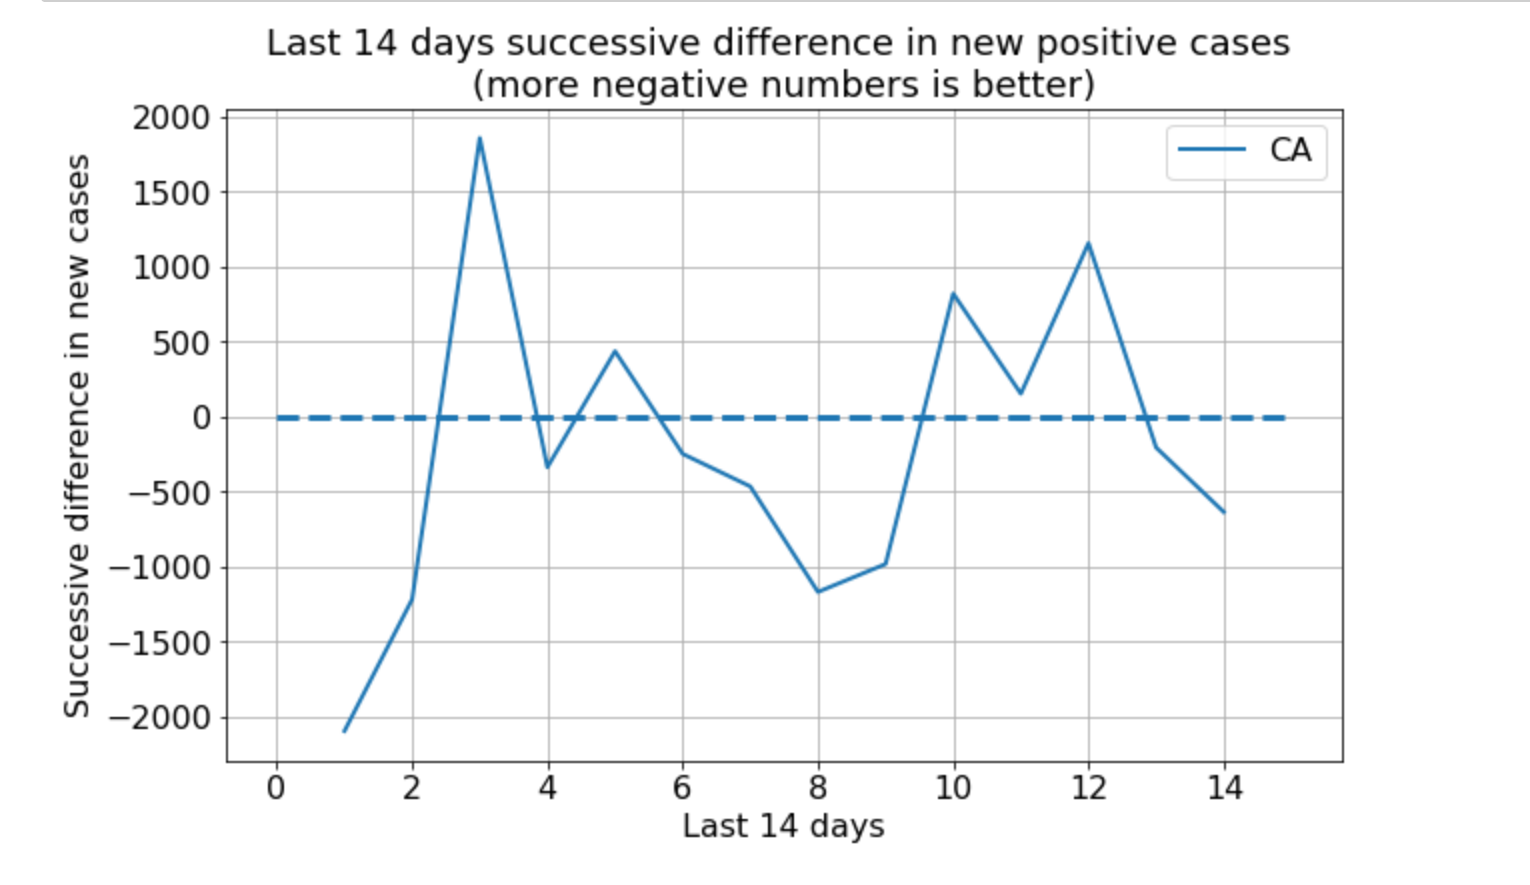 Last 14 days successive difference in new positive cases
(more negative numbers is better)
CA
Successive difference in new cases
2000
1500
1000
500
0
−500
−1000
−1500
−2000
0 2 4 6 8 10 12 14
Last 14 days